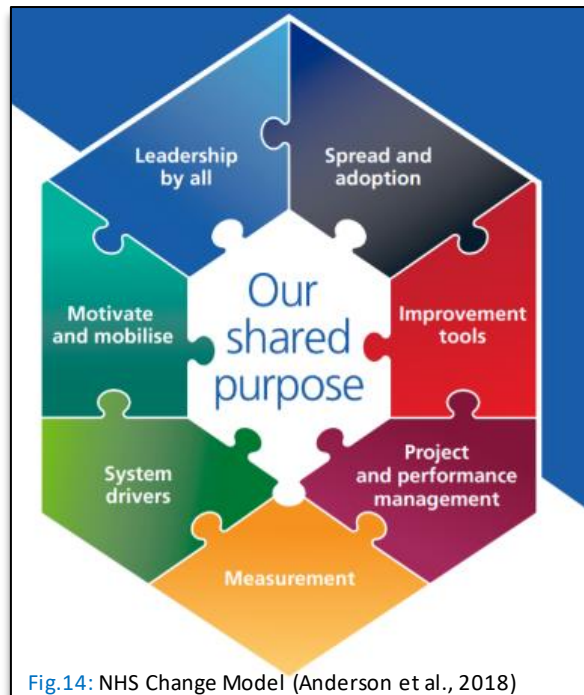 Leadership
by all
Spread and
adoption
Motivate
and mobilise
Our
shared
purpose
Improvement
tools
System
drivers
Project
and performance
management
Measurement
Fig.14: NHS Change Model (Anderson et al., 2018)